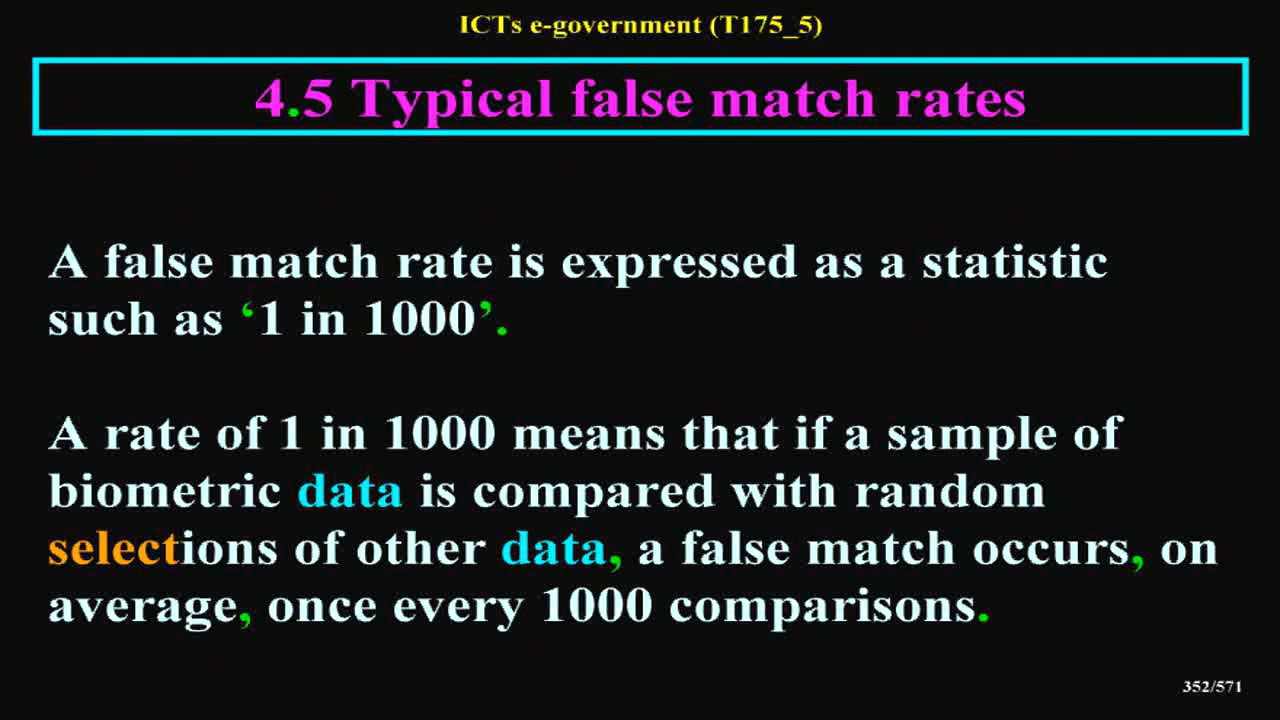 ICTs e-government (T175_5)
4.5 Typical false match rates
A false match rate is expressed as a statistic
such as ‘1 in 1000’.
A rate of 1 in 1000 means that if a sample of
biometric data is compared with random
selections of other data, a false match occurs, on
average, once every 1000 comparisons.
352/571